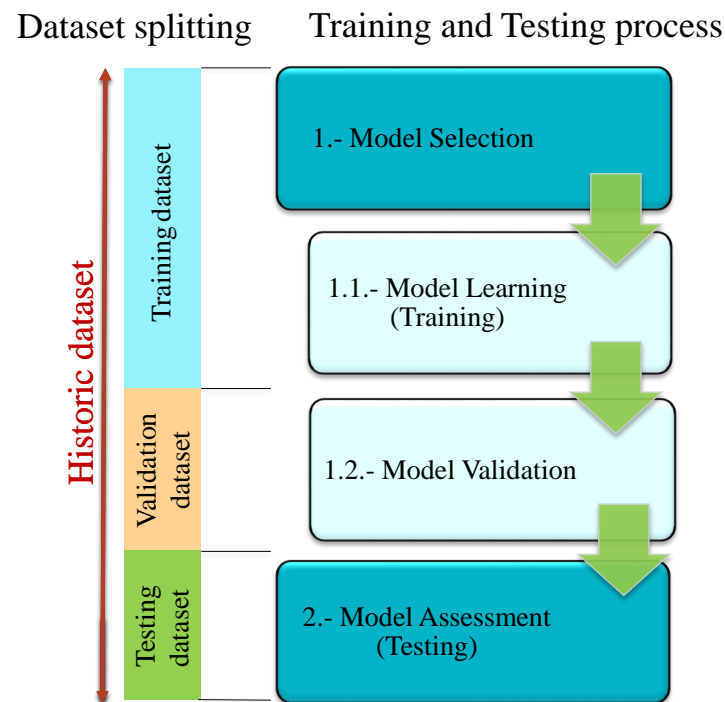 Dataset splitting
Training and Testing process
Historic dataset
Training dataset
Validation
dataset
Testing
dataset
1.- Model Selection
1.1.- Model Learning
(Training)
1.2.- Model Validation
2.- Model Assessment
(Testing)